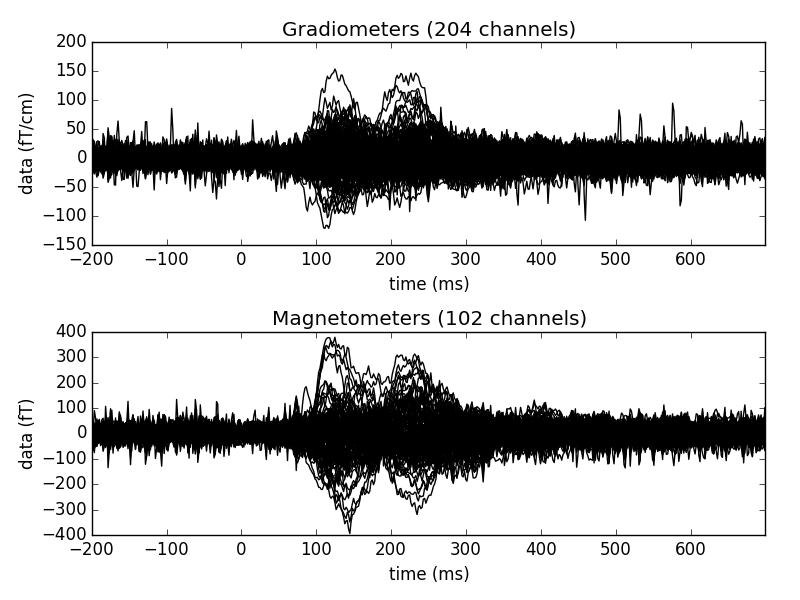 Gradiometers (204 channels)
200
150
100
50
0
−50
−100
−150
data (fT/cm)
−200 −100 0 100 200 300 400 500 600
time (ms)
Magnetometers (102 channels)
400
300
200
100
0
−100
−200
−300
−400
data (fT)
−200 −100 0 100 200 300 400 500 600
time (ms)